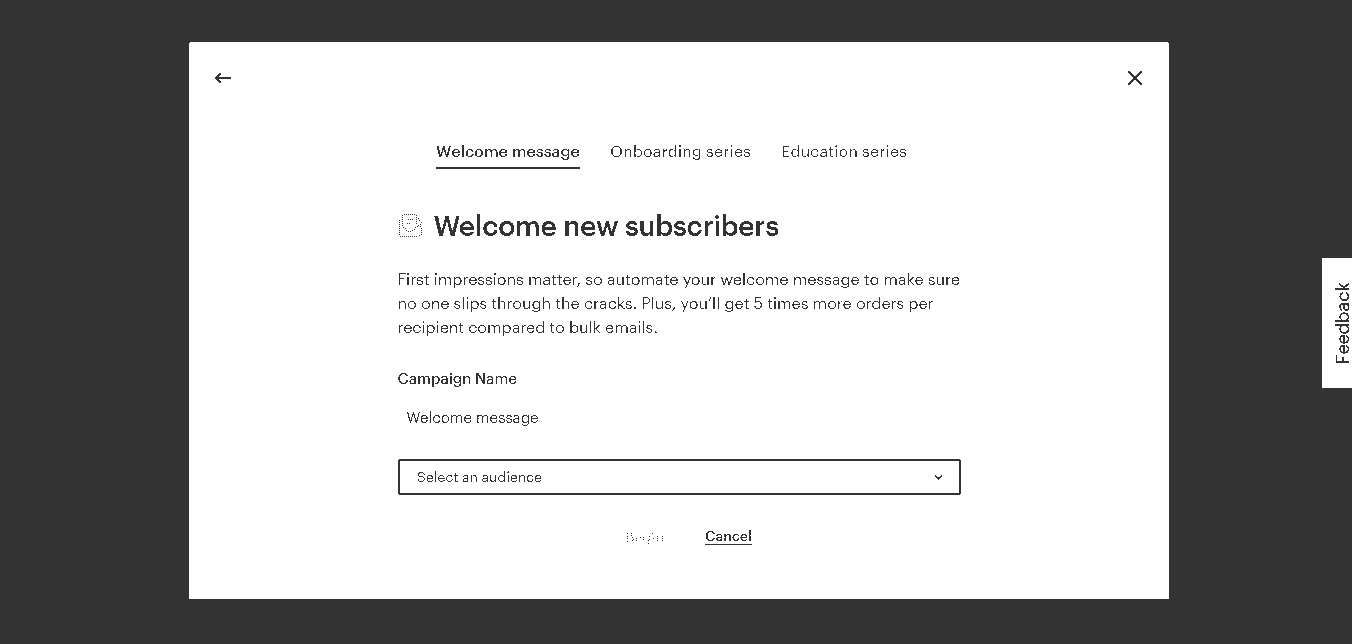 Welcome message Onboarding series Education series
Welcome new subscribers
First impressions matter, so automate your welcome message to make sure
no one slips through the cracks. Plus, you’ll get 5 times more orders per
recipient compared to bulk emails.
Campaign Name
Welcome message
Select an audience
Begin Cancel
Feedback